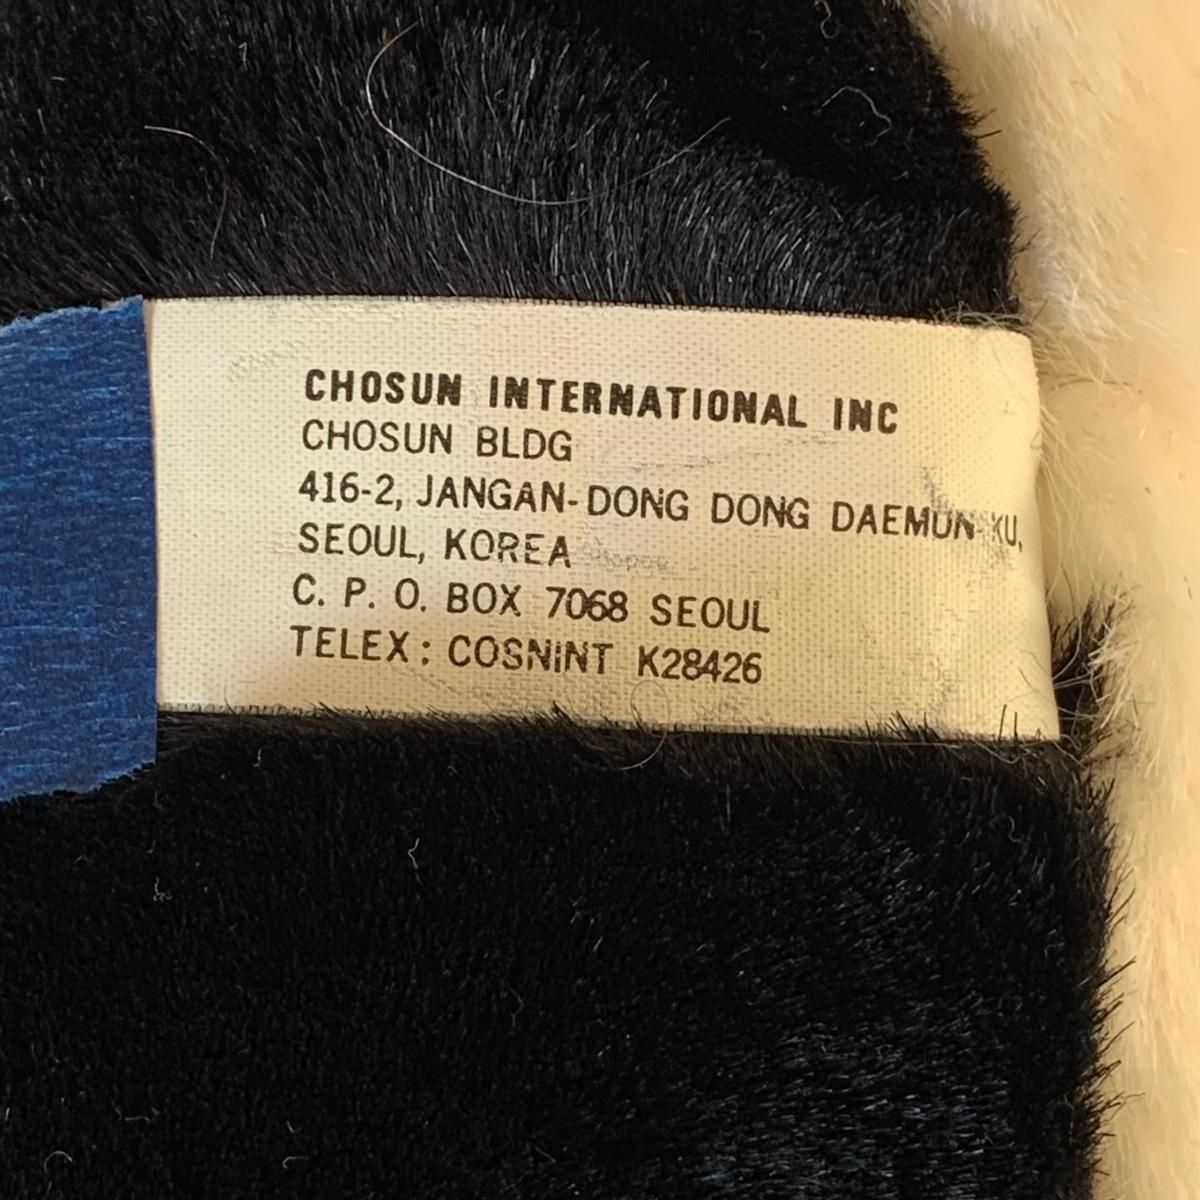 CHOSUN INTERNATIONAL INC
CHOSUN BLDG
416-2, JANGAN-DONG DONG DAEMUN-KU,
SEOUL, KOREA
C. P. O. BOX 7068 SEOUL
TELEX: COSNiNT K28426